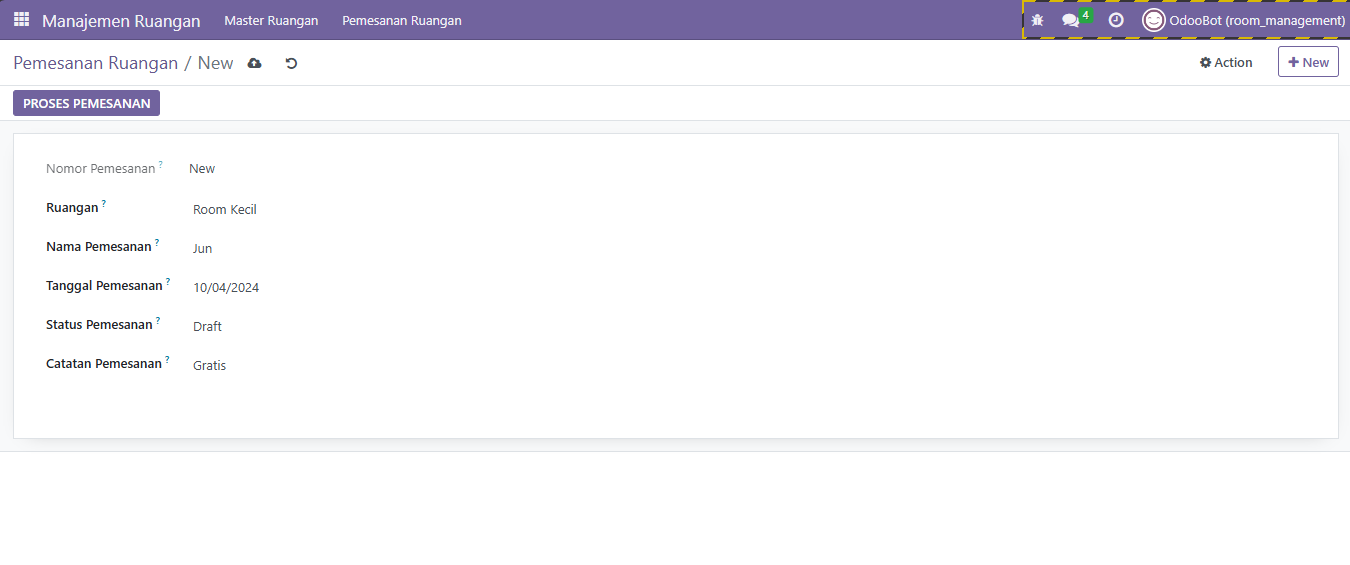 Manajemen Ruangan Master Ruangan Pemesanan Ruangan 4 OdooBot (room_management)
Pemesanan Ruangan / New Action + New
PROSES PEMESANAN
Nomor Pemesanan ? New
Ruangan ? Room Kecil
Nama Pemesanan ? Jun
Tanggal Pemesanan ? 10/04/2024
Status Pemesanan ? Draft
Catatan Pemesanan ? Gratis